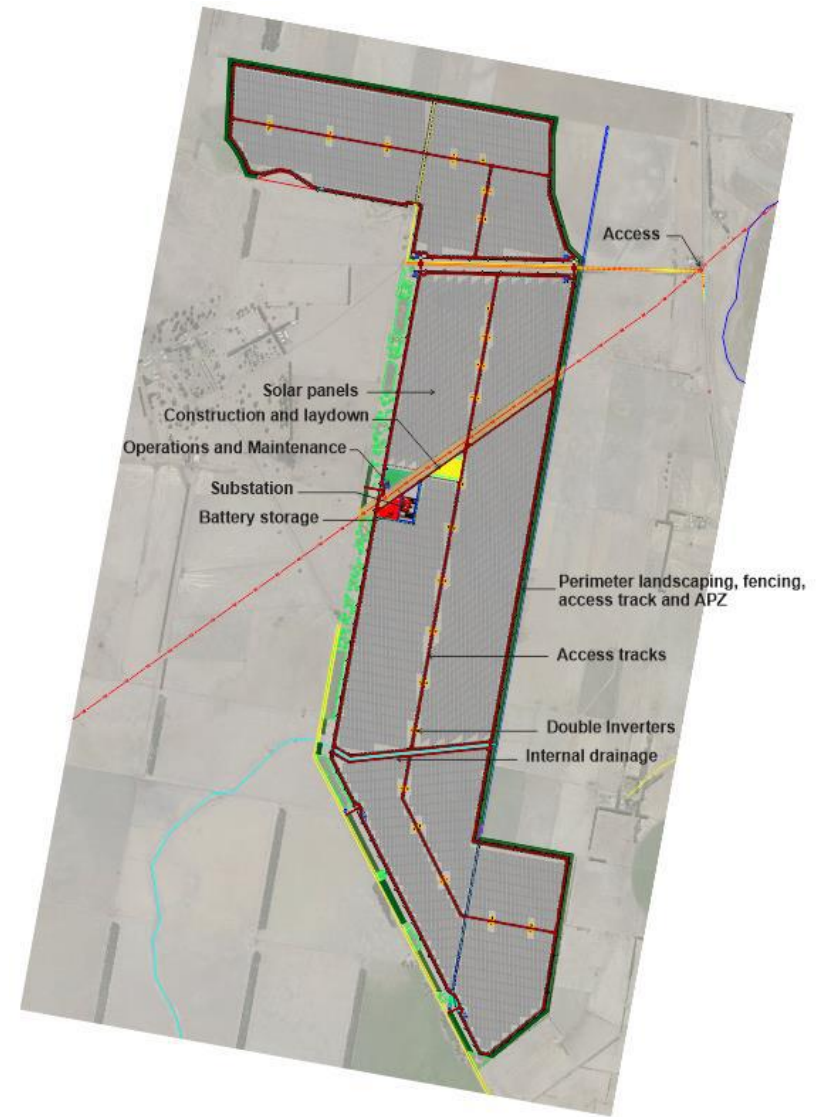 Access
Solar panels
Construction and laydown
Operations and Maintenance
Substation
Battery storage
Perimeter landscaping, fencing,
access track and APZ
Access tracks
Double Inverters
Internal drainage